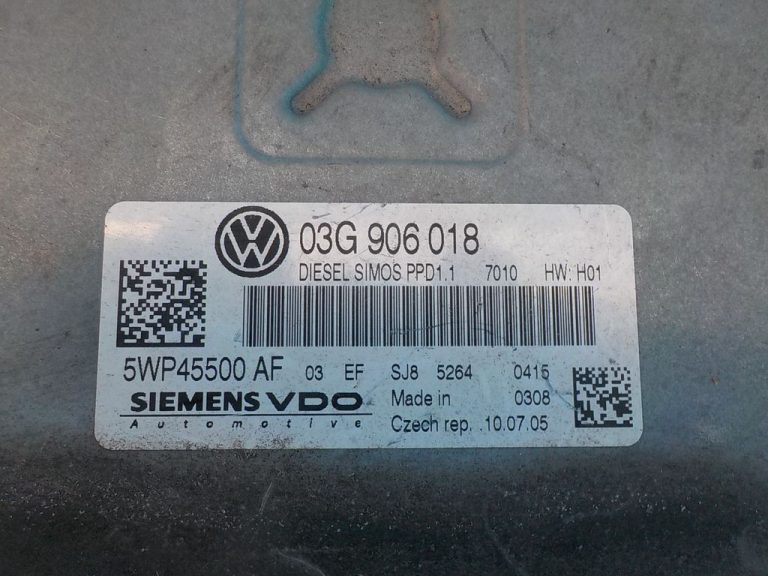 03G 906 018
DIESEL SIMOS PPD1.1 7010 HW: H01
5WP45500 AF 03 EF SJ8 5264 0415
SIEMENS VDO Made in 0308
Automotive Czech rep. .10.07.05